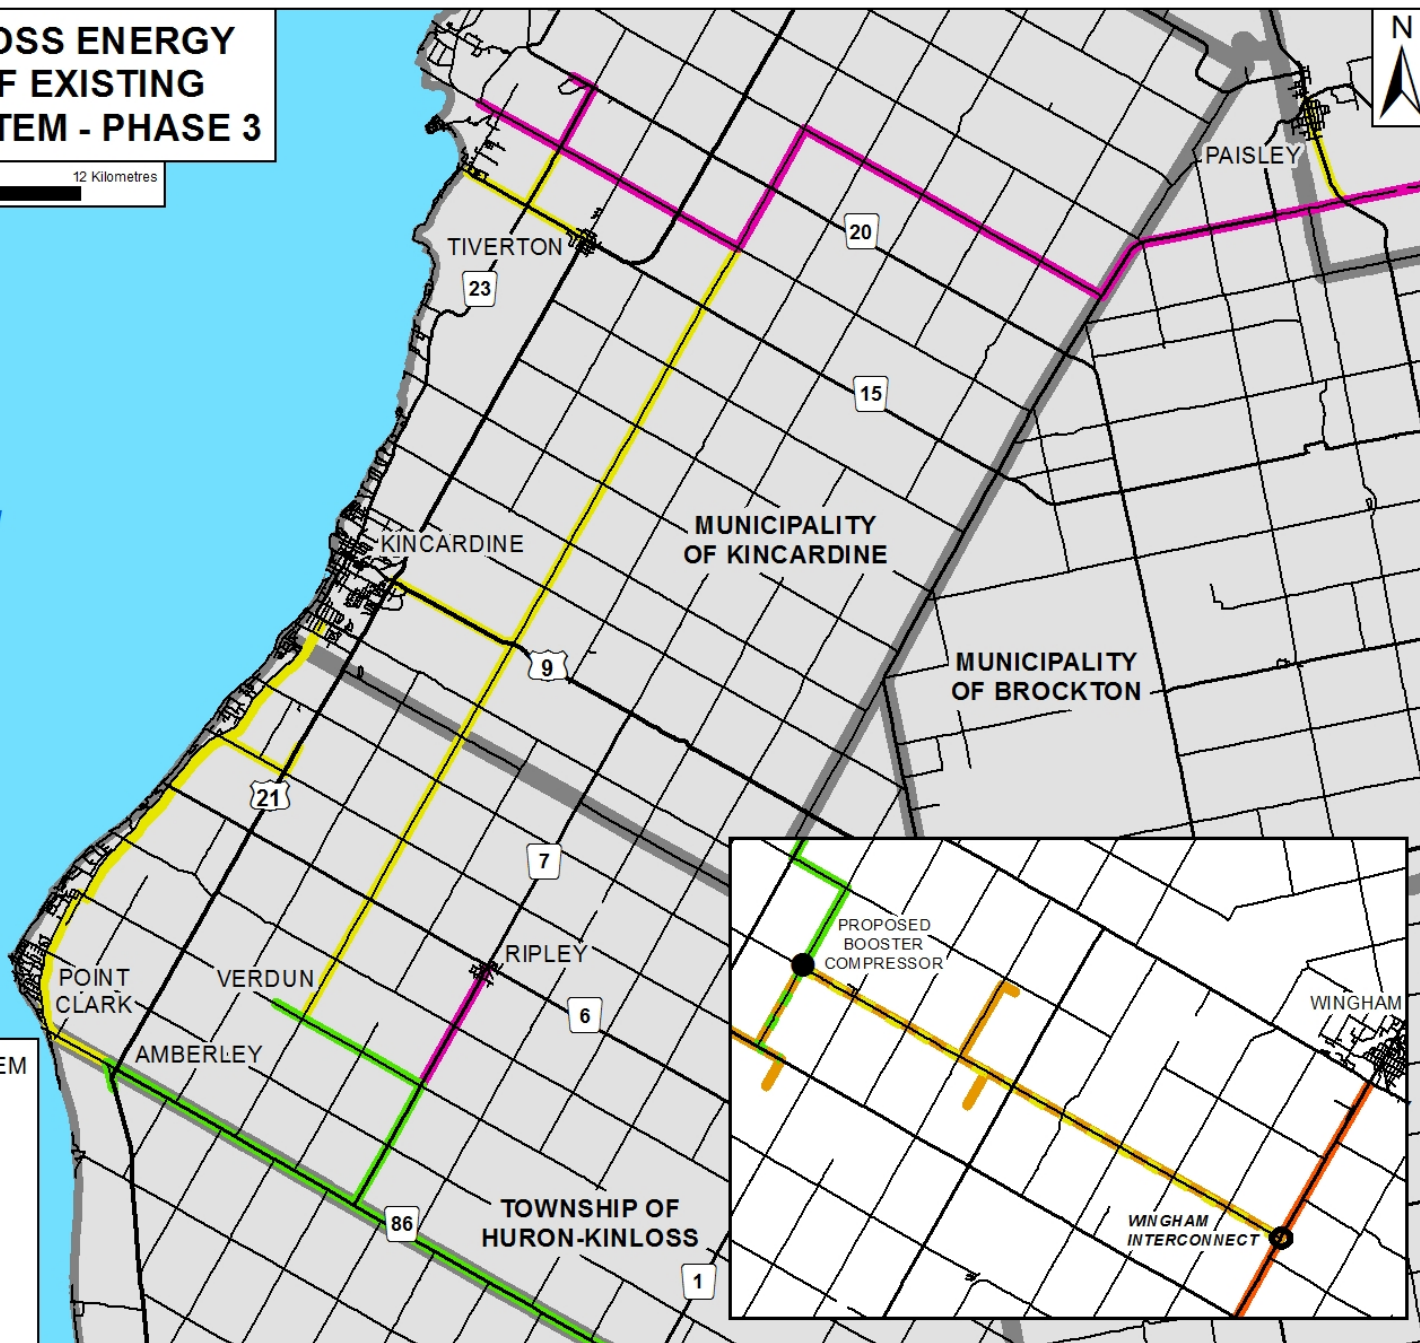 OSS ENERGY
F EXISTING
TEM - PHASE 3
12 Kilometres
N
PAISLEY
20
TIVERTON
23
15
KINCARDINE
MUNICIPALITY
OF KINCARDINE
9
MUNICIPALITY
OF BROCKTON
21
7
RIPLEY
POINT
CLARK
VERDUN
6
AMBERLEY
EM
86
TOWNSHIP OF
HURON-KINLOSS
1
PROPOSED
BOOSTER
COMPRESSOR
WINGHAM
WINGHAM
INTERCONNECT